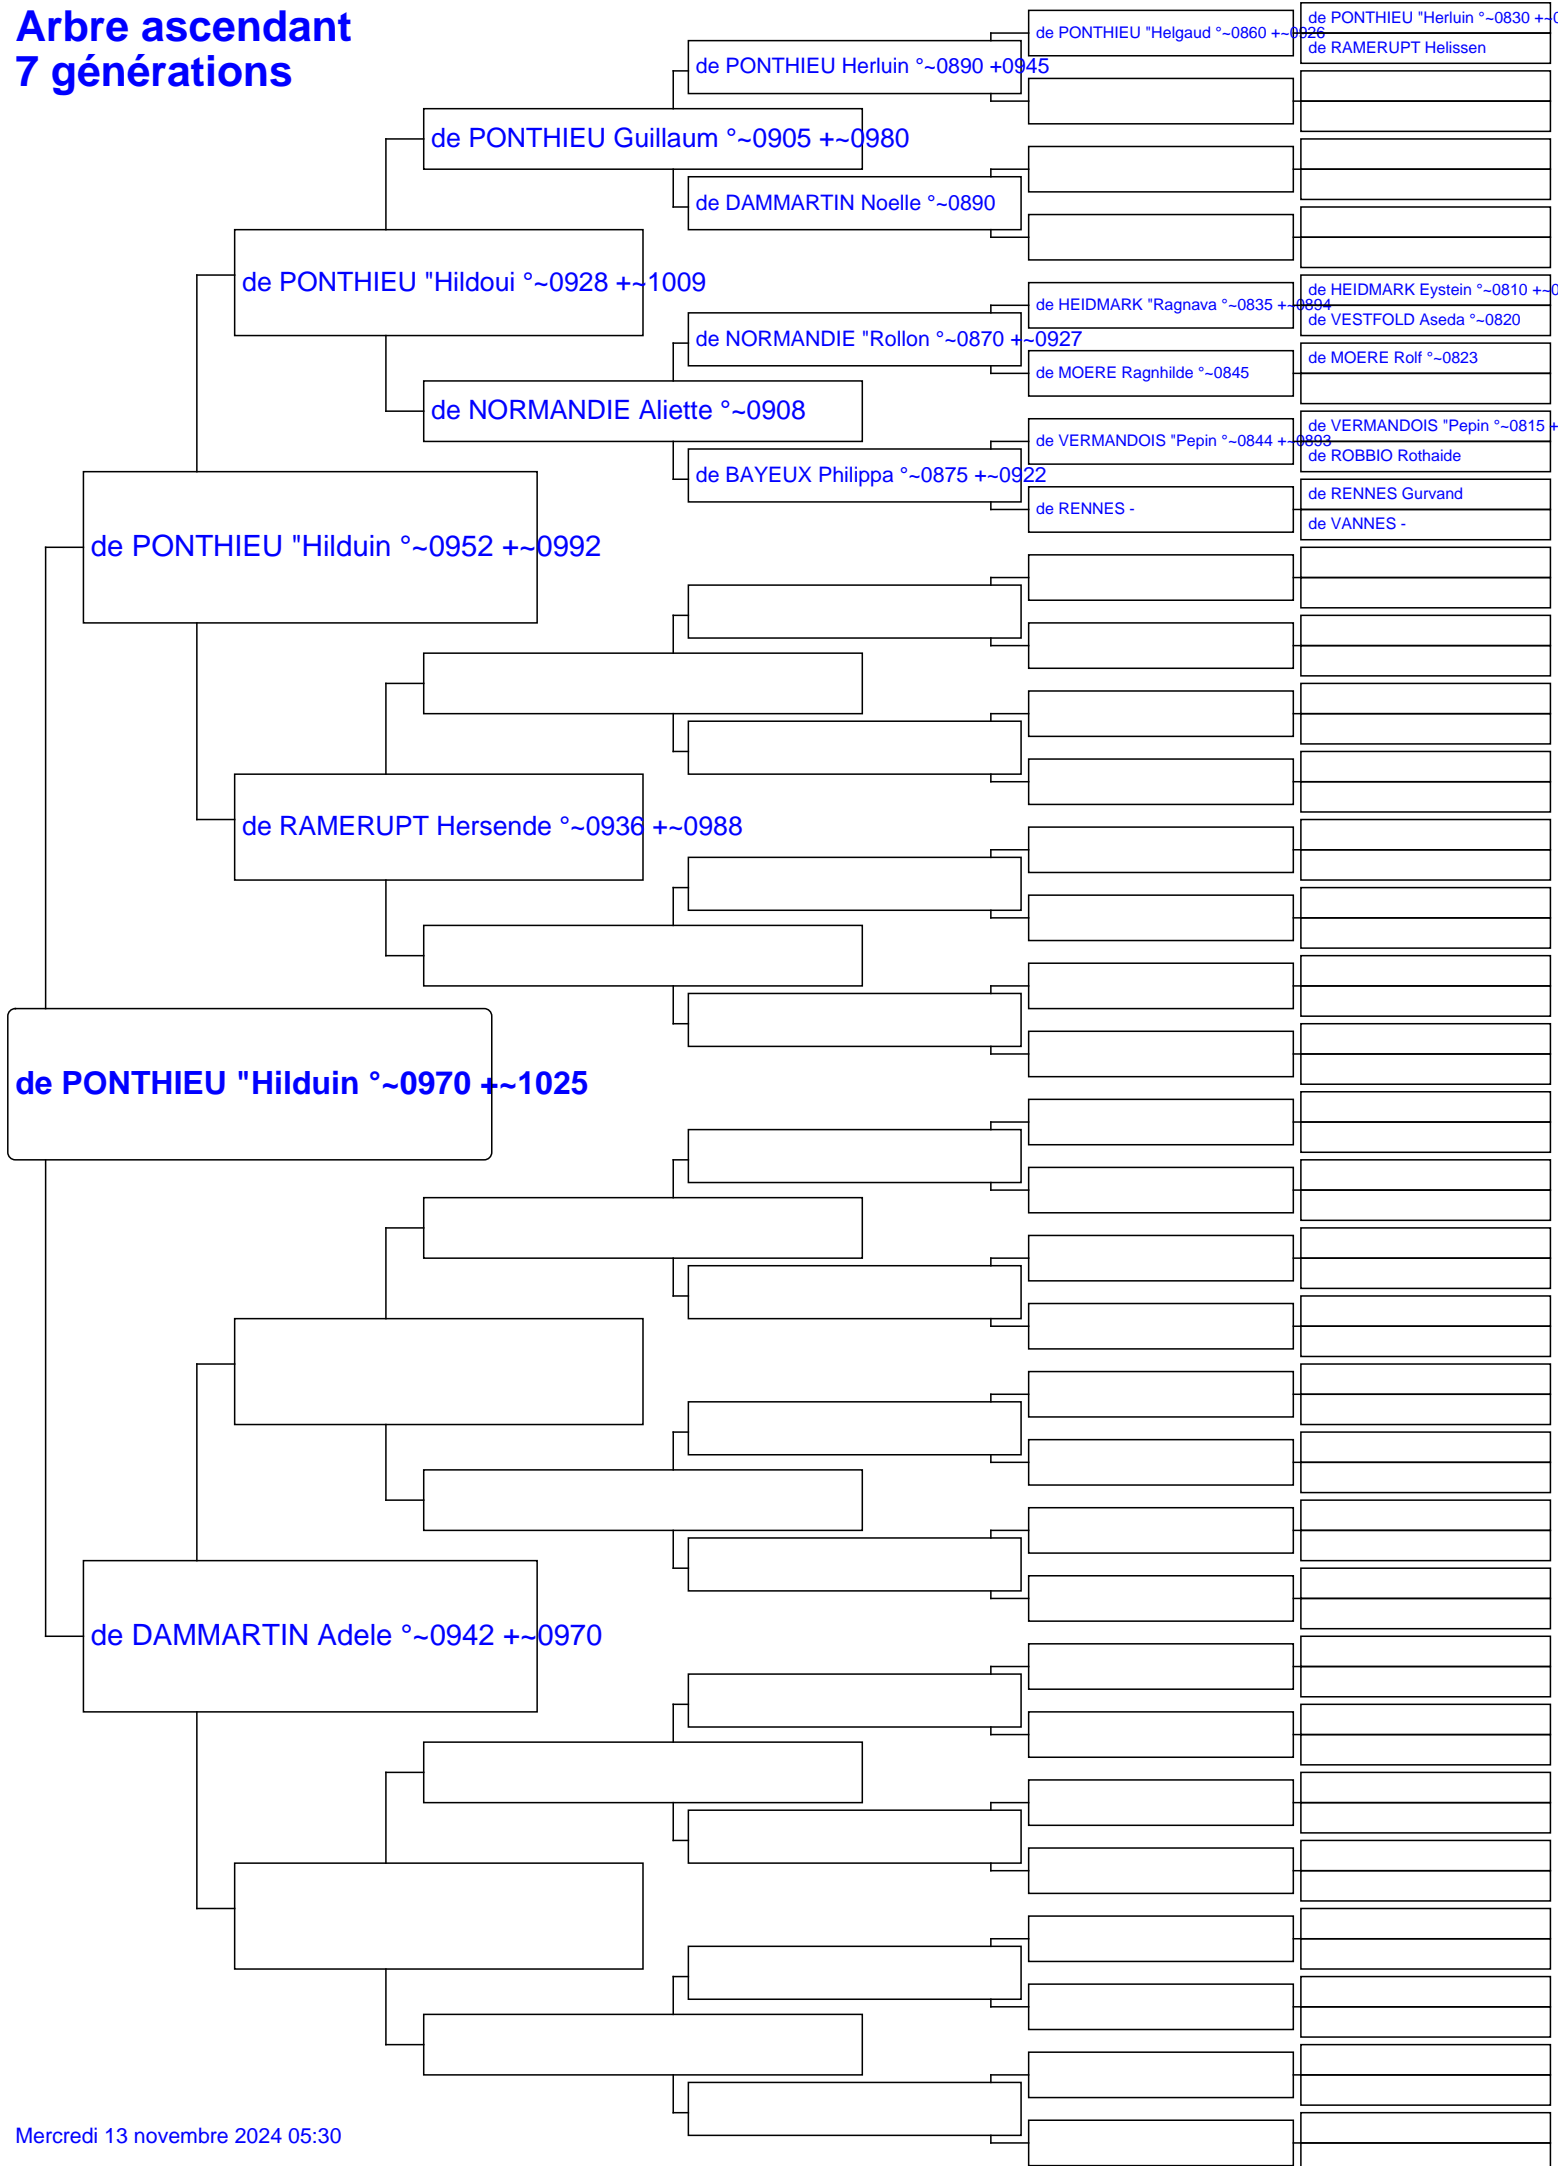 Arbre ascendant
7 générations
de PONTHIEU "Herluin °~0830 +~0
de PONTHIEU "Helgaud °~0860 +~0926
de RAMERUPT Helissen
de PONTHIEU Herluin °~0890 +0945
de PONTHIEU Guillaum °~0905 +~0980
de DAMMARTIN Noelle °~0890
de PONTHIEU "Hildoui °~0928 +~1009
de HEIDMARK Eystein °~0810 +~0
de HEIDMARK "Ragnava °~0835 +~0894
de VESTFOLD Aseda °~0820
de NORMANDIE "Rollon °~0870 +~0927
de MOERE Rolf °~0823
de MOERE Ragnhilde °~0845
de NORMANDIE Aliette °~0908
de VERMANDOIS "Pepin °~0815 +
de VERMANDOIS "Pepin °~0844 +~0893
de ROBBIO Rothaide
de BAYEUX Philippa °~0875 +~0922
de RENNES Gurvand
de RENNES -
de VANNES -
de PONTHIEU "Hilduin °~0952 +~0992
de RAMERUPT Hersende °~0936 +~0988
de PONTHIEU "Hilduin °~0970 +~1025
de DAMMARTIN Adele °~0942 +~0970
Mercredi 13 novembre 2024 05:30